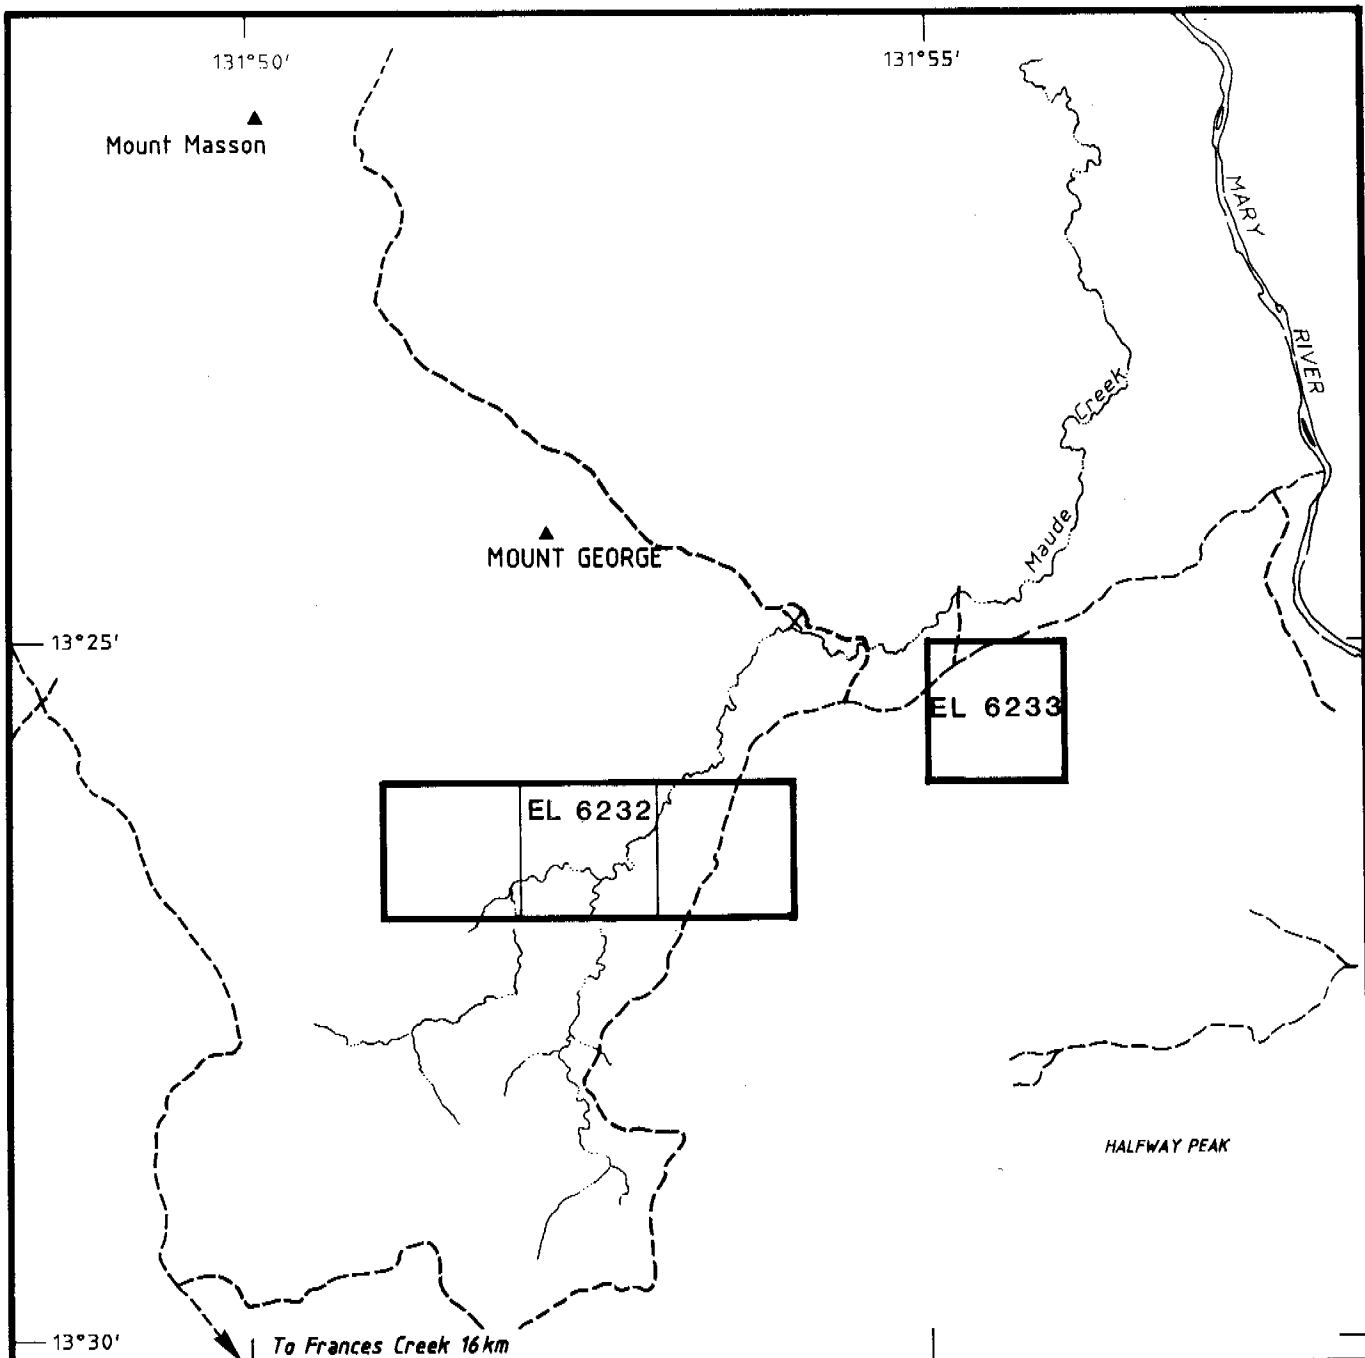 131°50'
131°55'
Mount Masson
MARY
RIVER
Creek
Maude
MOUNT GEORGE
13°25'
EL 6233
EL 6232
HALFWAY PEAK
13°30'
To Frances Creek 16km